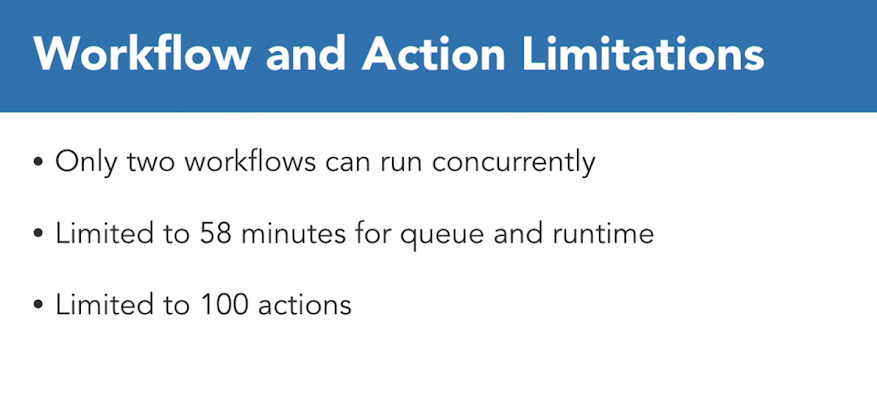 Workflow and Action Limitations
• Only two workflows can run concurrently
• Limited to 58 minutes for queue and runtime
• Limited to 100 actions